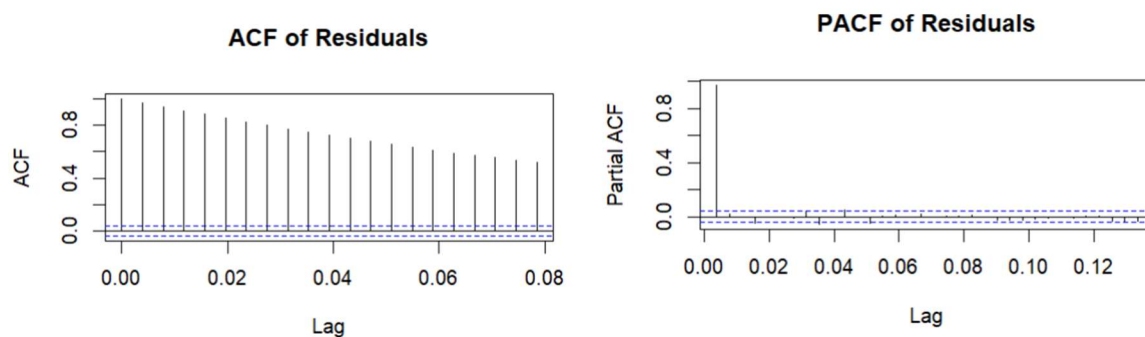 ACF of Residuals
ACF
0.0 0.4 0.8
0.00 0.02 0.04 0.06 0.08
Lag
PACF of Residuals
Partial ACF
0.0 0.4 0.8
0.00 0.02 0.04 0.06 0.08 0.10 0.12
Lag